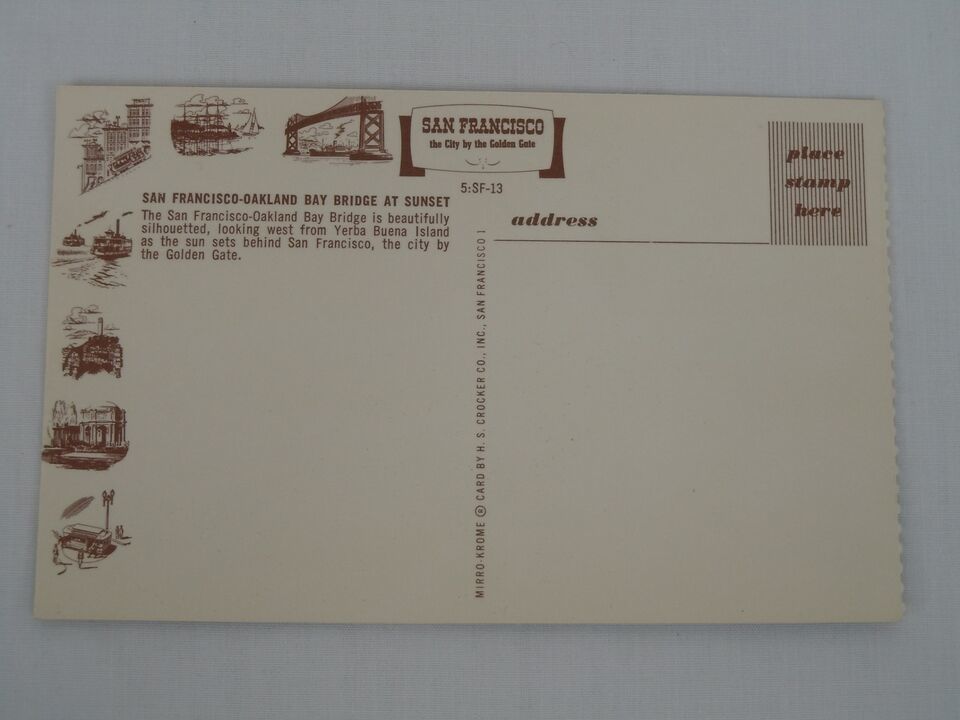 SAN FRANCISCO
the City by the Golden Gate
5:SF-13
SAN FRANCISCO-OAKLAND BAY BRIDGE AT SUNSET
The San Francisco-Oakland Bay Bridge is beautifully
silhouetted, looking west from Yerba Buena Island
as the sun sets behind San Francisco, the city by
the Golden Gate.
MIRRO-KROME ® CARD BY H. S. CROCKER CO., INC., SAN FRANCISCO 1
address
place
stamp
here